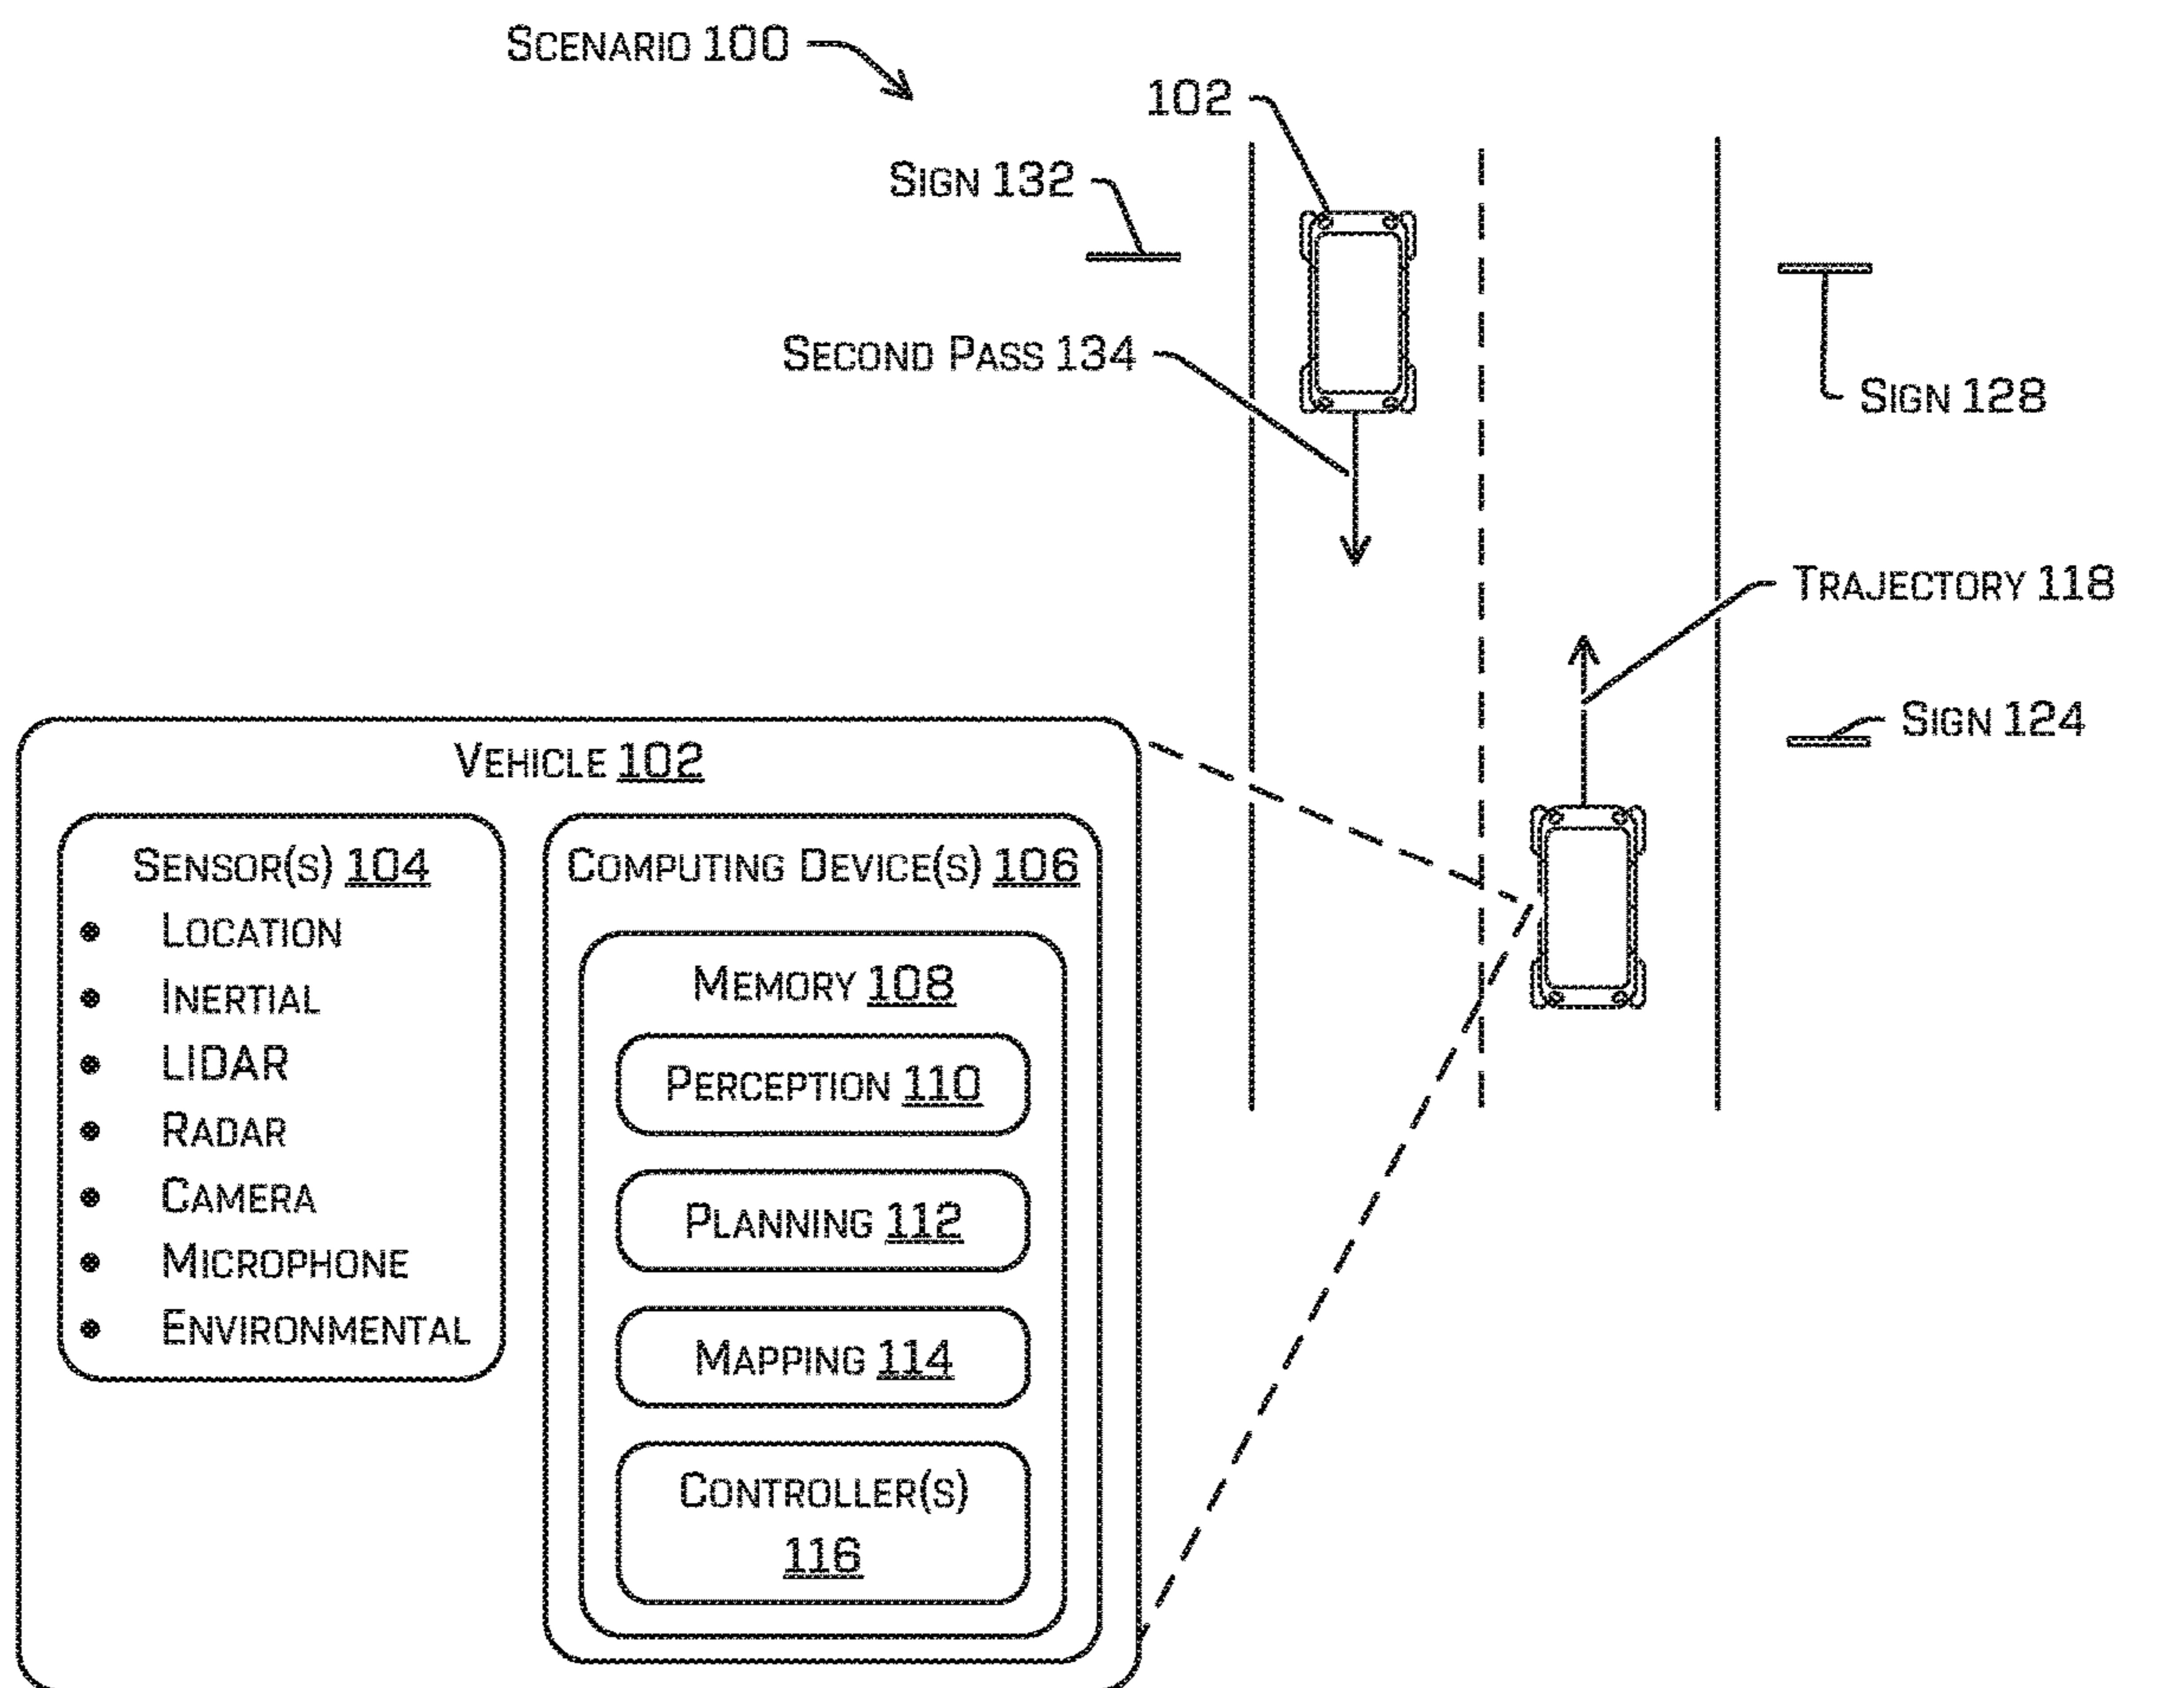 SCENARIO 100
102
SIGN 132
SECOND PASS 134
SIGN 128
TRAJECTORY 118
SIGN 124
VEHICLE 102
SENSOR(S) 104
• LOCATION
• INERTIAL
• LIDAR
• RADAR
• CAMERA
• MICROPHONE
• ENVIRONMENTAL
COMPUTING DEVICE(S) 106
MEMORY 108
PERCEPTION 110
PLANNING 112
MAPPING 114
CONTROLLER(S)
116